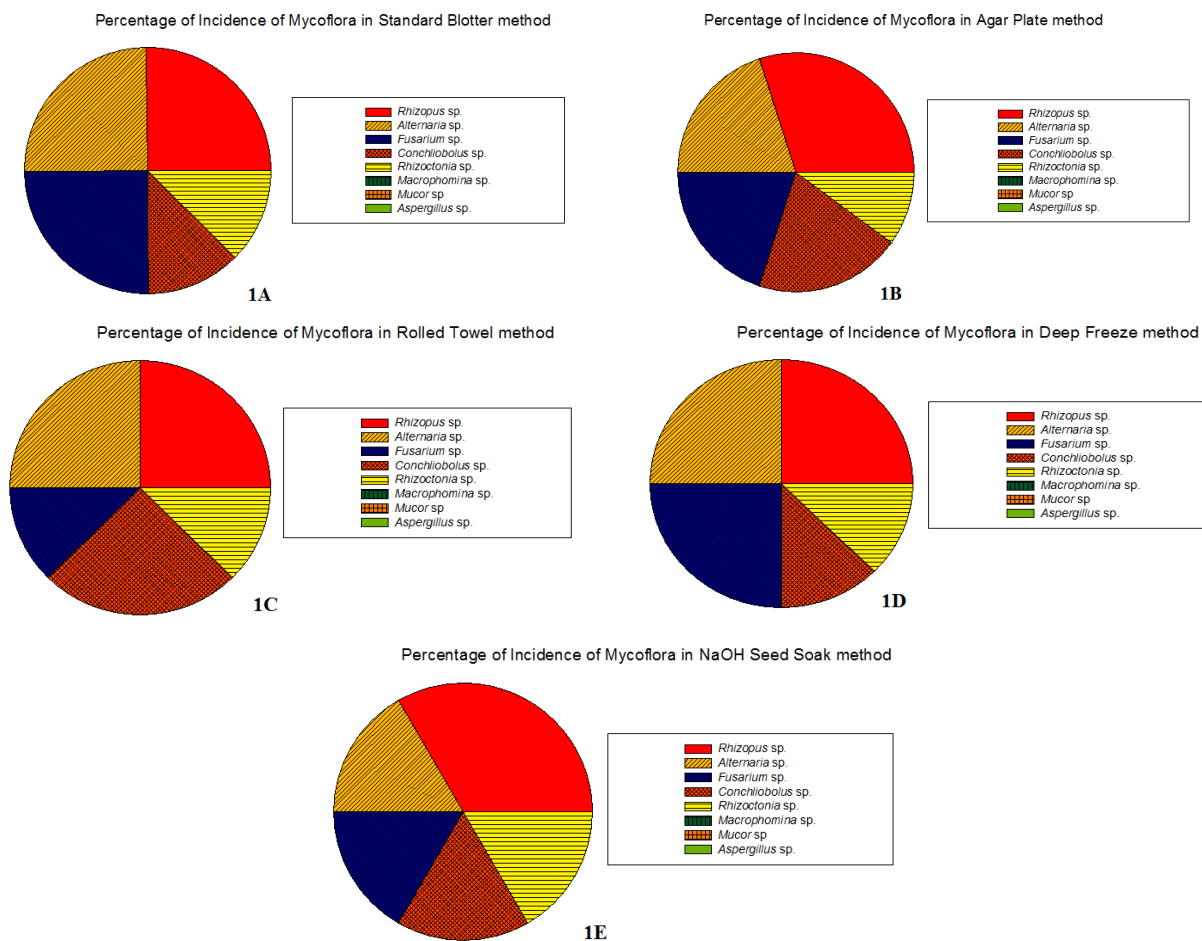 Percentage of Incidence of Mycoflora in Standard Blotter method
Rhizopus sp.
Alternaria sp.
Fusarium sp.
Conchliobolus sp.
Rhizoctonia sp.
Macrophomina sp.
Mucor sp
Aspergillus sp.
1A
Percentage of Incidence of Mycoflora in Agar Plate method
Rhizopus sp.
Alternaria sp.
Fusarium sp.
Conchliobolus sp.
Rhizoctonia sp.
Macrophomina sp.
Mucor sp
Aspergillus sp.
1B
Percentage of Incidence of Mycoflora in Rolled Towel method
Rhizopus sp.
Alternaria sp.
Fusarium sp.
Conchliobolus sp.
Rhizoctonia sp.
Macrophomina sp.
Mucor sp
Aspergillus sp.
1C
Percentage of Incidence of Mycoflora in Deep Freeze method
Rhizopus sp.
Alternaria sp.
Fusarium sp.
Conchliobolus sp.
Rhizoctonia sp.
Macrophomina sp.
Mucor sp
Aspergillus sp.
1D
Percentage of Incidence of Mycoflora in NaOH Seed Soak method
Rhizopus sp.
Alternaria sp.
Fusarium sp.
Conchliobolus sp.
Rhizoctonia sp.
Macrophomina sp.
Mucor sp
Aspergillus sp.
1E